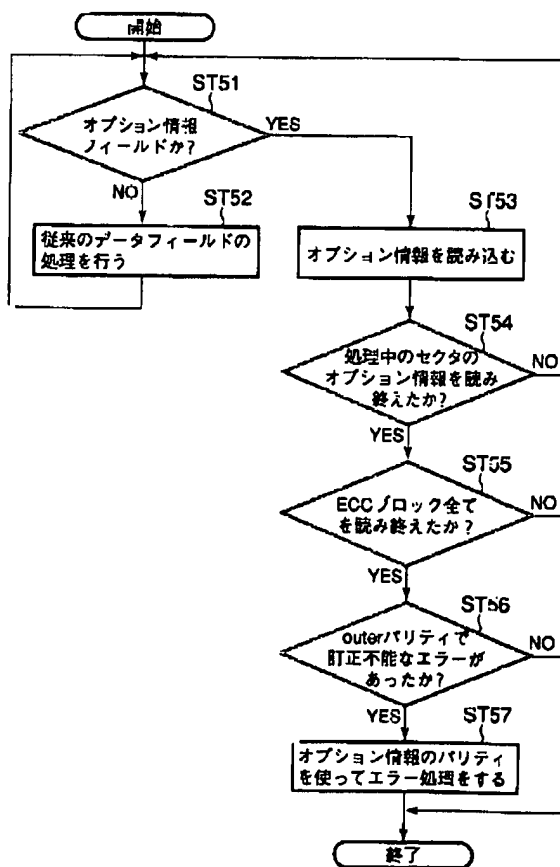 開始
ST51
オプション情報
フィールドか?
YES
NO
ST52
従来のデータフィールドの
処理を行う
ST53
オプション情報を読み込む
ST54
処理中のセクタの
オプション情報を読み
終えたか?
NO
YES
ST55
ECCブロック全て
を読み終えたか?
NO
YES
ST56
outerパリティで
訂正不能なエラーが
あったか?
NO
YES
ST57
オプション情報のパリティ
を使ってエラー処理をする
終了